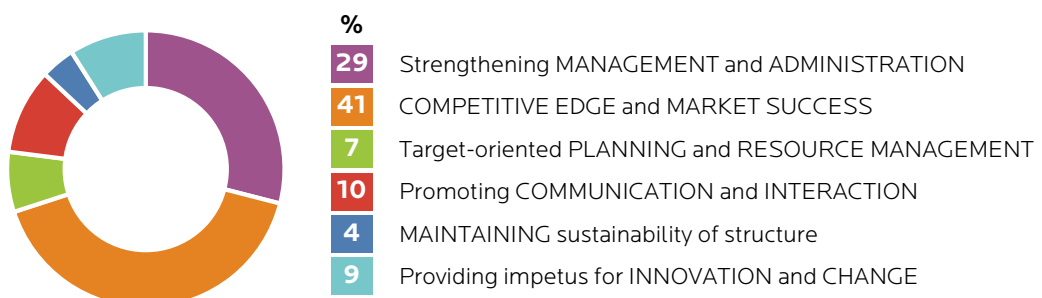 %
29 Strengthening MANAGEMENT and ADMINISTRATION
41 COMPETITIVE EDGE and MARKET SUCCESS
7 Target-oriented PLANNING and RESOURCE MANAGEMENT
10 Promoting COMMUNICATION and INTERACTION
4 MAINTAINING sustainability of structure
9 Providing impetus for INNOVATION and CHANGE